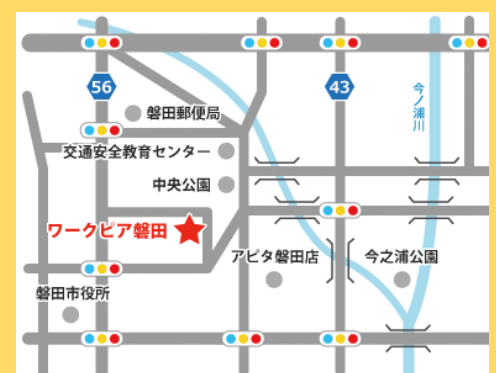 56
43
今ノ浦川
磐田郵便局
交通安全教育センター
中央公園
ワークピア磐田
アピタ磐田店
今之浦公園
磐田市役所